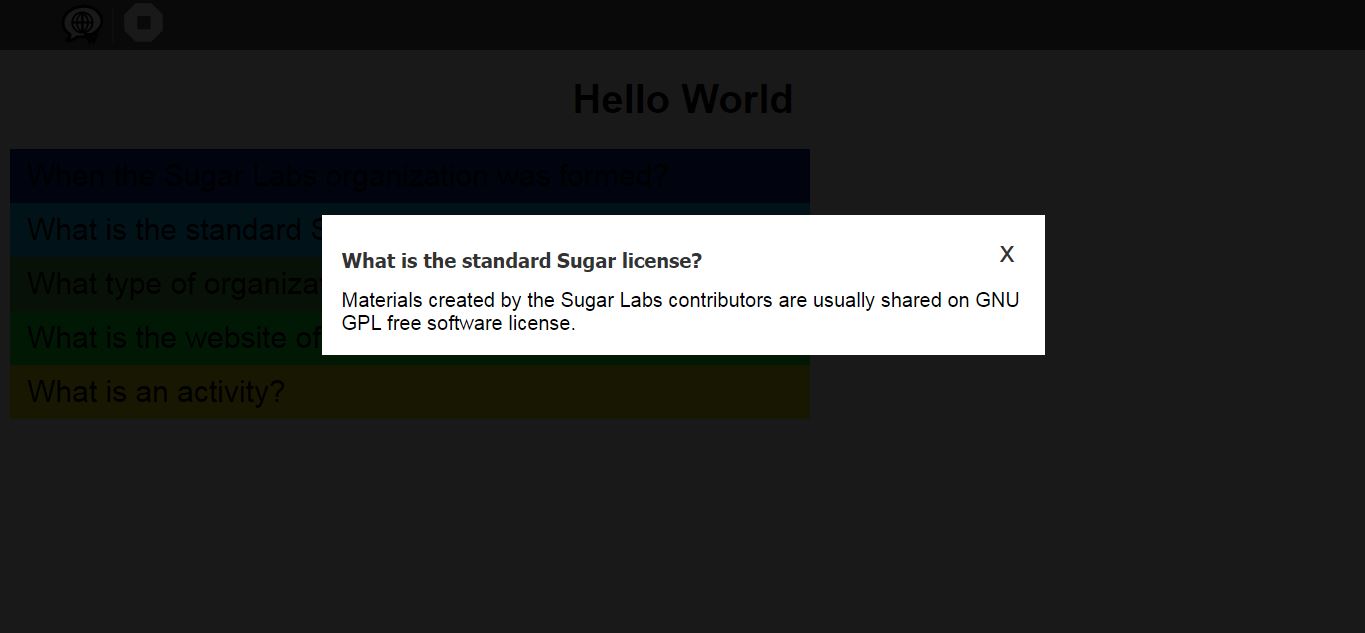 Hello World
When the Sugar Labs organization was formed?
What is the standard S
What type of organiza
What is the website of
What is an activity?
What is the standard Sugar license?
X
Materials created by the Sugar Labs contributors are usually shared on GNU
GPL free software license.